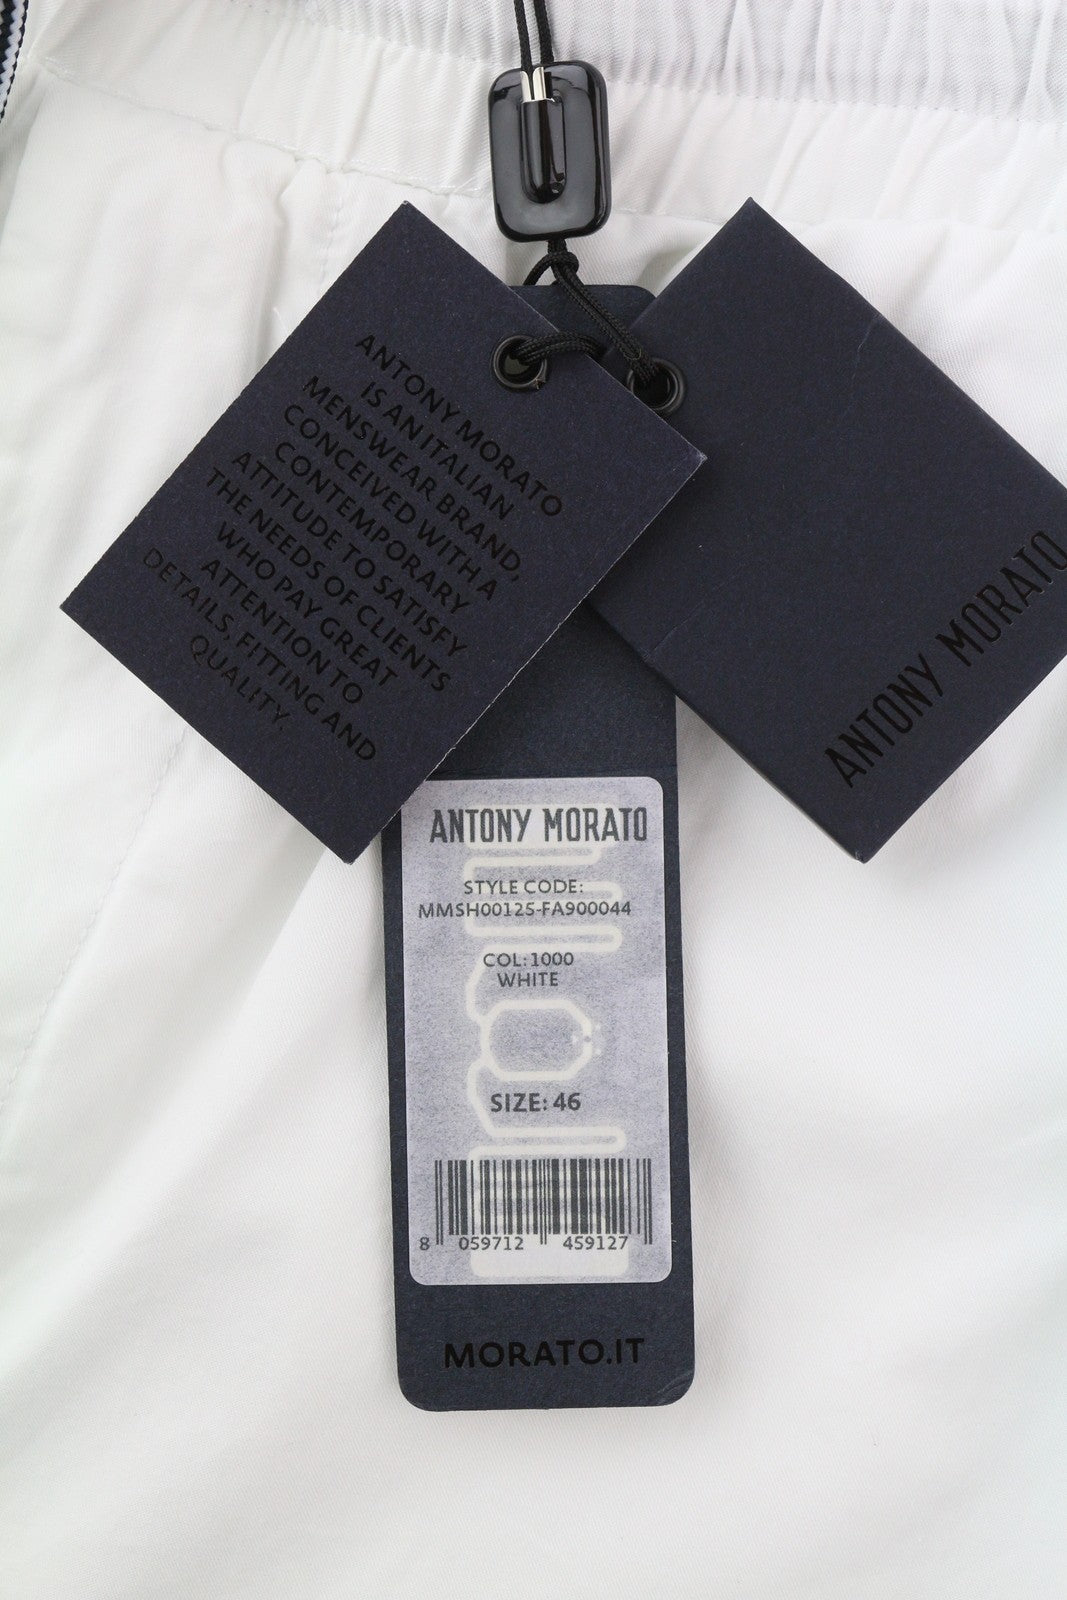 ANTONY MORATO
IS AN ITALIAN
MENSWEAR BRAND,
CONCEIVED WITH A
CONTEMPORARY
ATTITUDE TO SATISFY
THE NEEDS OF CLIENTS
WHO PAY GREAT
ATTENTION TO
DETAILS, FITTING AND
QUALITY.
ANTONY MORATO
ANTONY MORATO
STYLE CODE:
MMSH00125-FA900044
COL:1000
WHITE
SIZE: 46
8 059712 459127
MORATO.IT